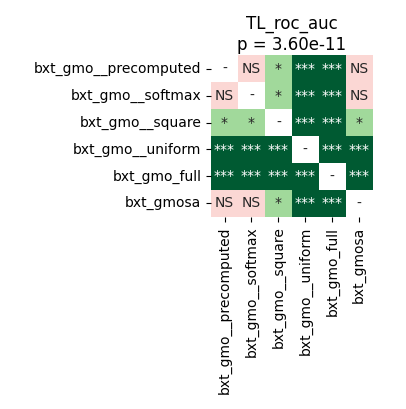 TL_roc_auc
p = 3.60e-11
bxt_gmo__precomputed - NS * *** *** NS
bxt_gmo__softmax NS - * *** *** NS
bxt_gmo__square * * - *** *** *
bxt_gmo__uniform *** *** *** - *** ***
bxt_gmo_full *** *** *** *** - ***
bxt_gmosa NS NS * *** *** -
bxt_gmo__precomputed
bxt_gmo__softmax
bxt_gmo__square
bxt_gmo__uniform
bxt_gmo_full
bxt_gmosa